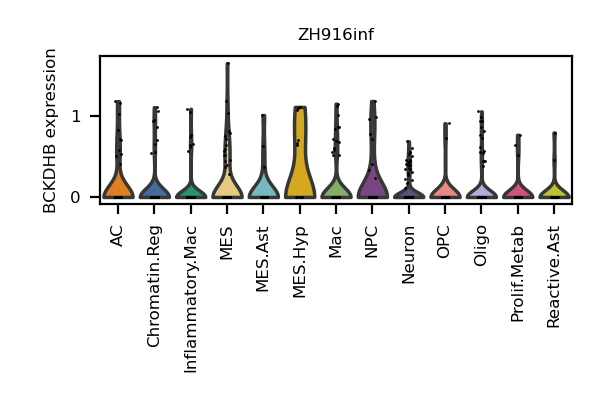 ZH916inf
BCKDHB expression
1
0
AC
Chromatin.Reg
Inflammatory.Mac
MES
MES.Ast
MES.Hyp
Mac
NPC
Neuron
OPC
Oligo
Prolif.Metab
Reactive.Ast